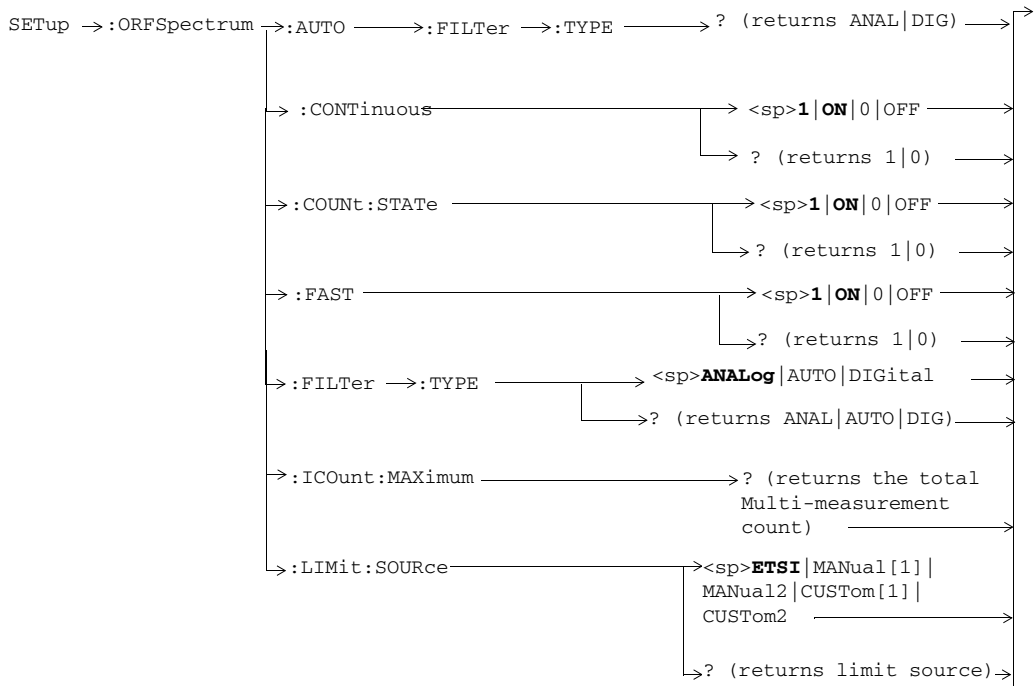 SETup :ORFSpectrum :AUTO :FILTer :TYPE ? (returns ANAL|DIG)
:CONTinuous <sp>1|ON|0|OFF
? (returns 1|0)
:COUNt:STATe <sp>1|ON|0|OFF
? (returns 1|0)
:FAST <sp>1|ON|0|OFF
? (returns 1|0)
:FILTer :TYPE <sp>ANALog|AUTO|DIGital
? (returns ANAL|AUTO|DIG)
:ICOunt:MAXimum ? (returns the total
Multi-measurement
count)
:LIMit:SOURce <sp>ETSI|MANual[1]|
MANual2|CUSTom[1]|
CUSTom2
? (returns limit source)